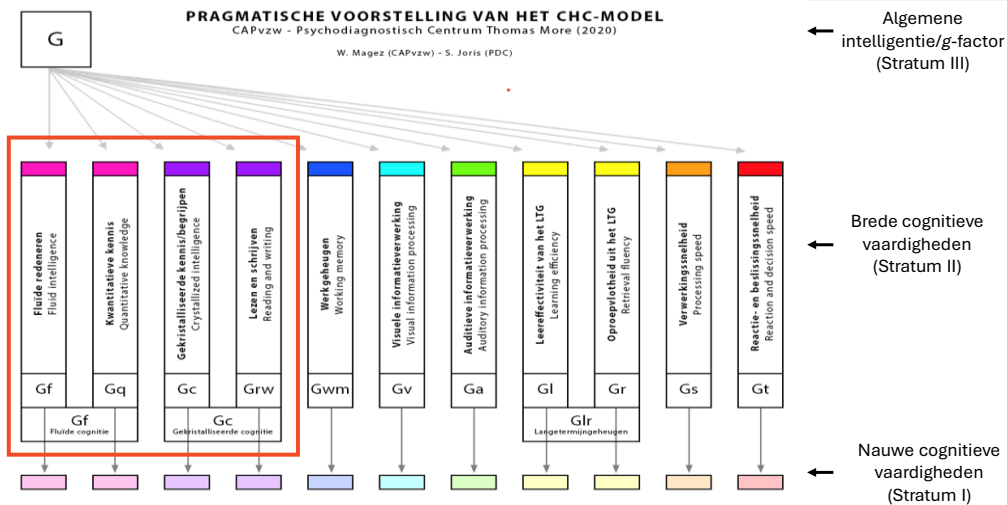 PRAGMATISCHE VOORSTELLING VAN HET CHC-MODEL
CAPvzw - Psychodiagnostisch Centrum Thomas More (2020)
W. Magez (CAPvzw) - S. Joris (PDC)
G
Algemene
intelligentie/g-factor
(Stratum III)
Fluïde redeneren
Fluid intelligence
Kwantitatieve kennis
Quantitative knowledge
Gekristalliseerde kennis/begrijpen
Crystallized intelligence
Lezen en schrijven
Reading and writing
Werkgeheugen
Working memory
Visuele informatieverwerking
Visual information processing
Auditieve informatieverwerking
Auditory information processing
Leereffectiviteit van het LTG
Learning efficiency
Oproepvlotheid uit het LTG
Retrieval fluency
Verwerkingssnelheid
Processing speed
Reactie- en beslissingssnelheid
Reaction and decision speed
Brede cognitieve
vaardigheden
(Stratum II)
Gf
Gq
Gc
Grw
Gwm
Gv
Ga
Gl
Gr
Gs
Gt
Gf
Fluïde cognitie
Gc
Gekristalliseerde cognitie
Glr
Langetermijngeheugen
Nauwe cognitieve
vaardigheden
(Stratum I)